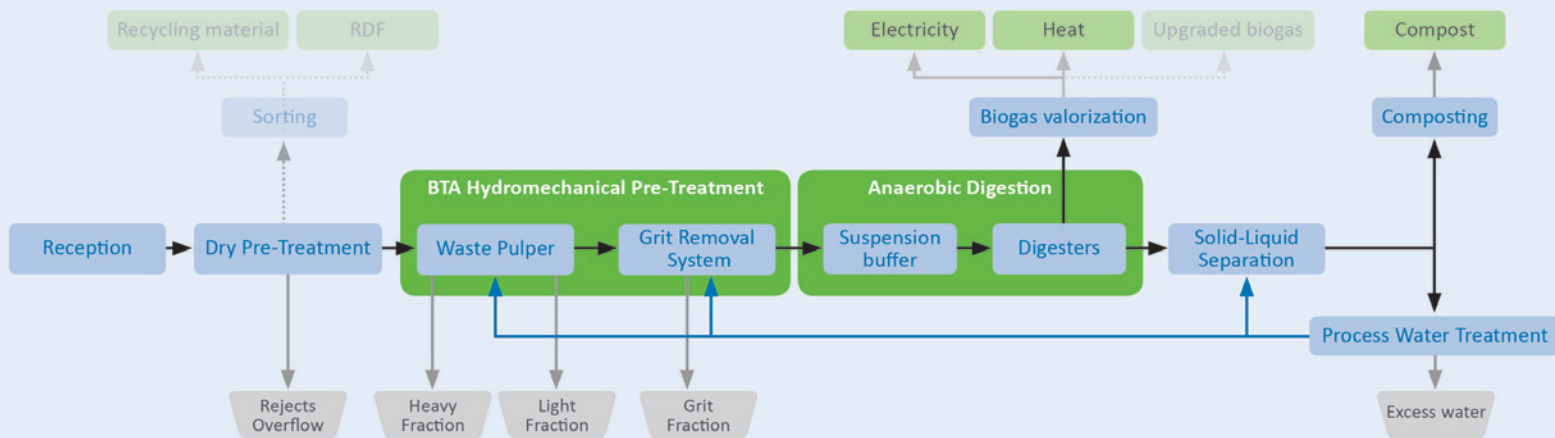 Recycling material
RDF
Electricity
Heat
Upgraded biogas
Compost
Sorting
Biogas valorization
Composting
BTA Hydromechanical Pre-Treatment
Anaerobic Digestion
Reception
Dry Pre-Treatment
Waste Pulper
Grit Removal
System
Suspension
buffer
Digesters
Solid-Liquid
Separation
Process Water Treatment
Rejects
Overflow
Heavy
Fraction
Light
Fraction
Grit
Fraction
Excess water